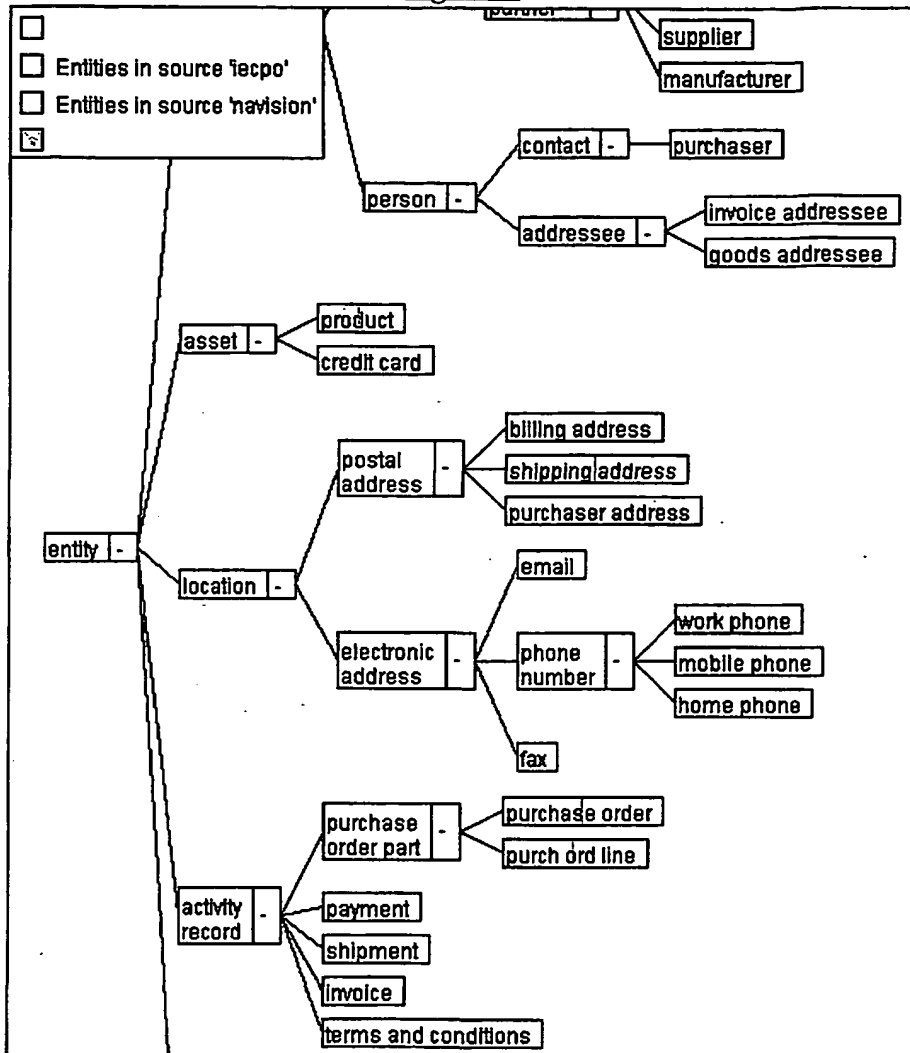 supplier
manufacturer
Entities in source 'iecpo'
Entities in source 'navision'
contact -
purchaser
person -
addressee -
invoice addressee
goods addressee
asset -
product
credit card
postal
address -
billing address
shipping address
purchaser address
entity -
location -
electronic
address -
email
phone
number -
work phone
mobile phone
home phone
fax
purchase
order part -
purchase order
purch ord line
activity
record -
payment
shipment
invoice
terms and conditions